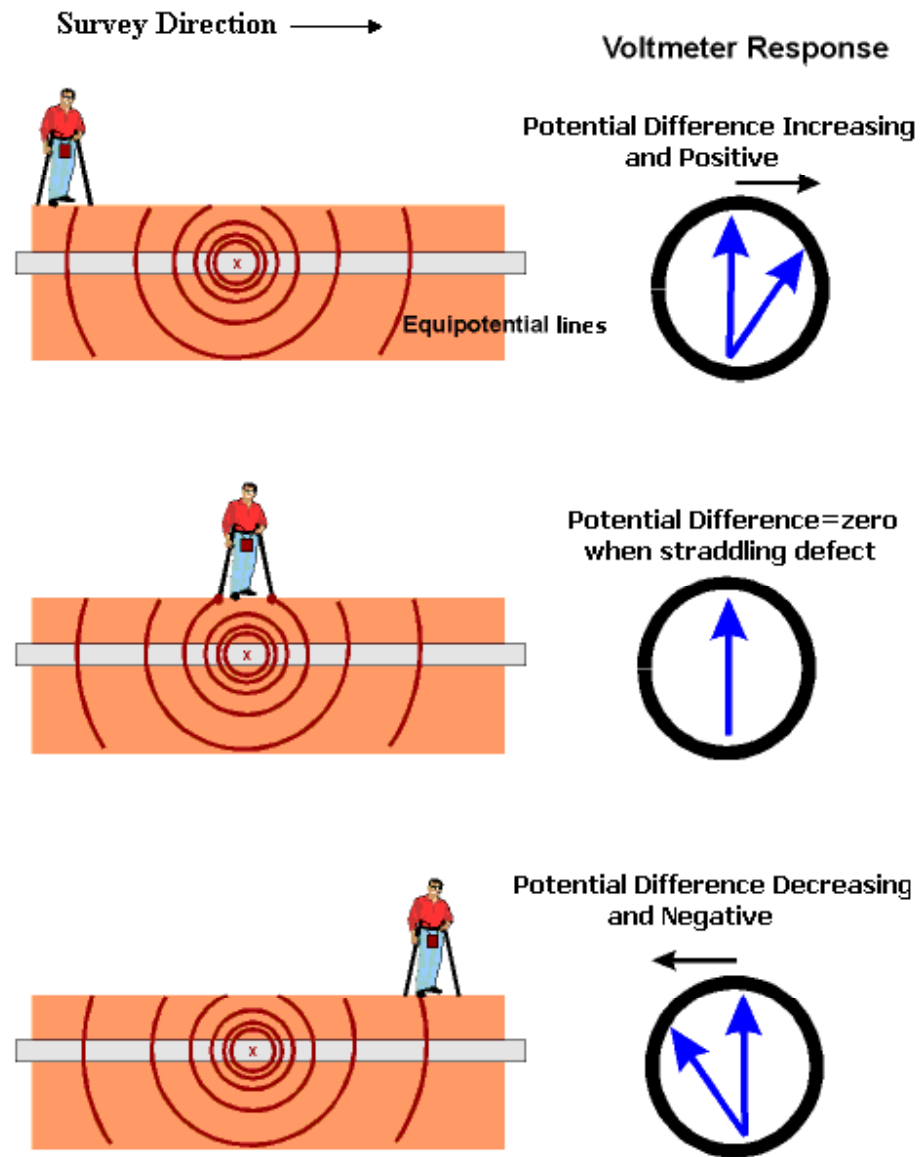 Survey Direction
Voltmeter Response
Potential Difference Increasing
and Positive
x
Equipotential lines
Potential Difference=zero
when straddling defect
x
Potential Difference Decreasing
and Negative
x